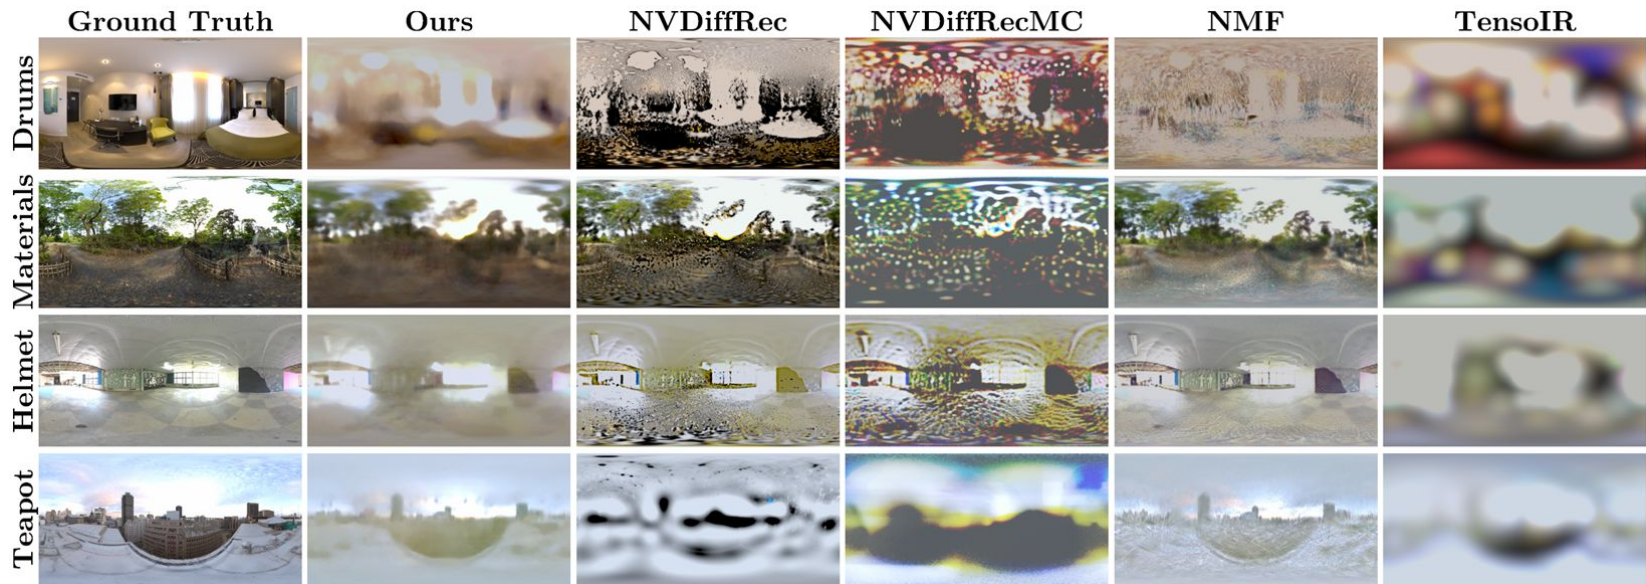 Ground Truth Ours NVDiffRec NVDiffRecMC NMF TensoIR
Drums
Materials
Helmet
Teapot